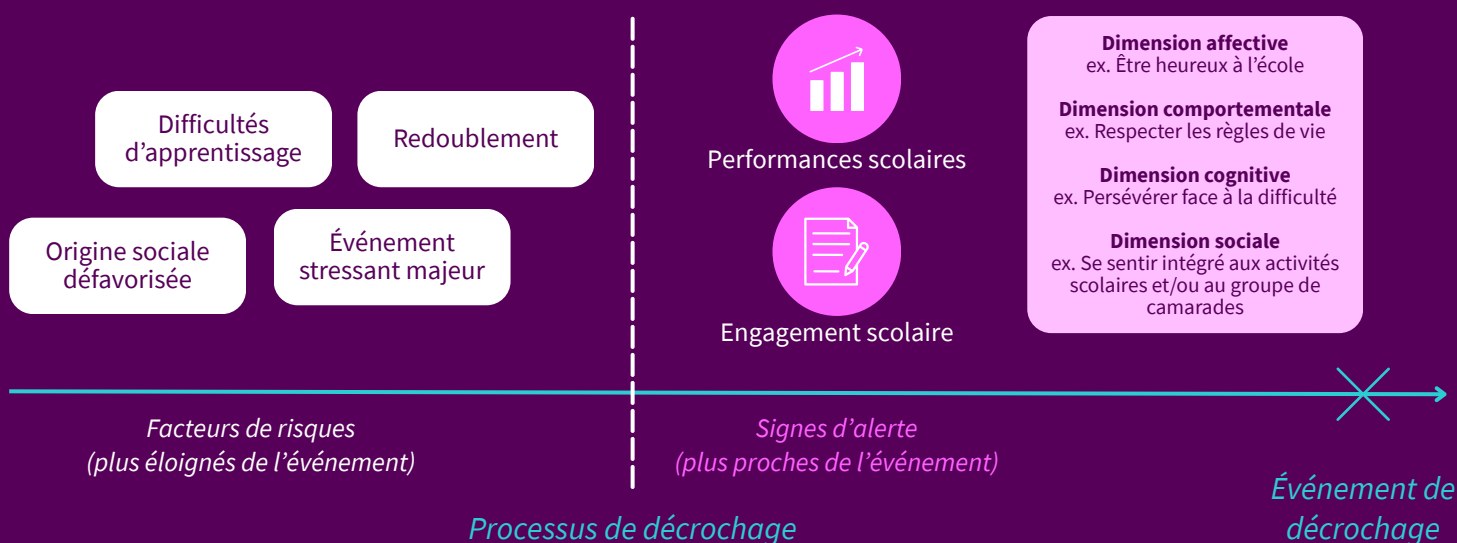 Difficultés
d’apprentissage
Redoublement
Origine sociale
défavorisée
Événement
stressant majeur
Performances scolaires
Engagement scolaire
Dimension affective
ex. Être heureux à l’école
Dimension comportementale
ex. Respecter les règles de vie
Dimension cognitive
ex. Persévérer face à la difficulté
Dimension sociale
ex. Se sentir intégré aux activités
scolaires et/ou au groupe de
camarades
Facteurs de risques
(plus éloignés de l’événement)
Signes d’alerte
(plus proches de l’événement)
Événement de
décrochage
Processus de décrochage